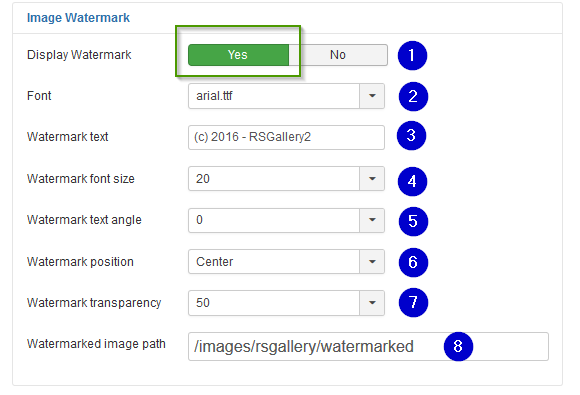 Image Watermark
Display Watermark Yes No 1
Font arial.ttf 2
Watermark text (c) 2016 - RSGallery2 3
Watermark font size 20 4
Watermark text angle 0 5
Watermark position Center 6
Watermark transparency 50 7
Watermarked image path /images/rsgallery/watermarked 8